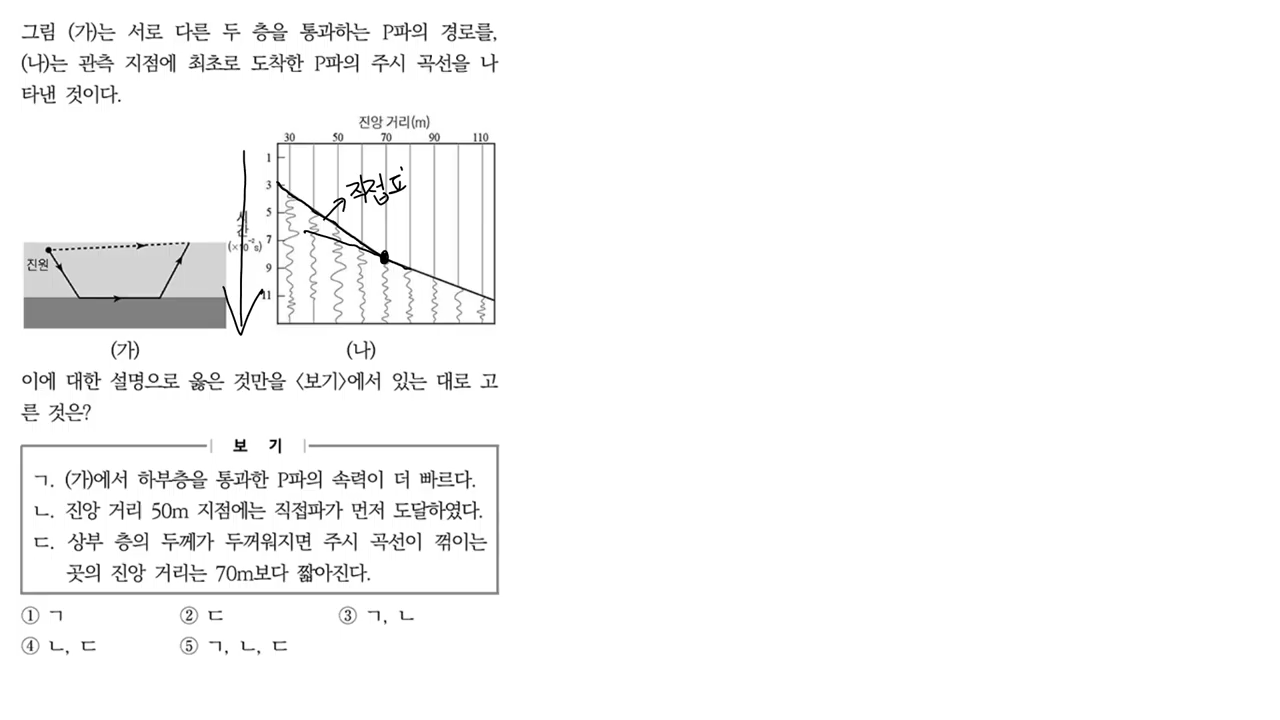 그림 (가)는 서로 다른 두 층을 통과하는 P파의 경로를,
(나)는 관측 지점에 최초로 도착한 P파의 주시 곡선을 나
타낸 것이다.
진앙 거리(m)
30 50 70 90 110
1
3
5
7
9
11
시간
(×10⁻²s)
직접파
진원
(가)
(나)
이에 대한 설명으로 옳은 것만을 〈보기〉에서 있는 대로 고
른 것은?
보 기
ㄱ. (가)에서 하부층을 통과한 P파의 속력이 더 빠르다.
ㄴ. 진앙 거리 50m 지점에는 직접파가 먼저 도달하였다.
ㄷ. 상부 층의 두께가 두꺼워지면 주시 곡선이 꺾이는
곳의 진앙 거리는 70m보다 짧아진다.
① ㄱ ② ㄷ ③ ㄱ, ㄴ
④ ㄴ, ㄷ ⑤ ㄱ, ㄴ, ㄷ